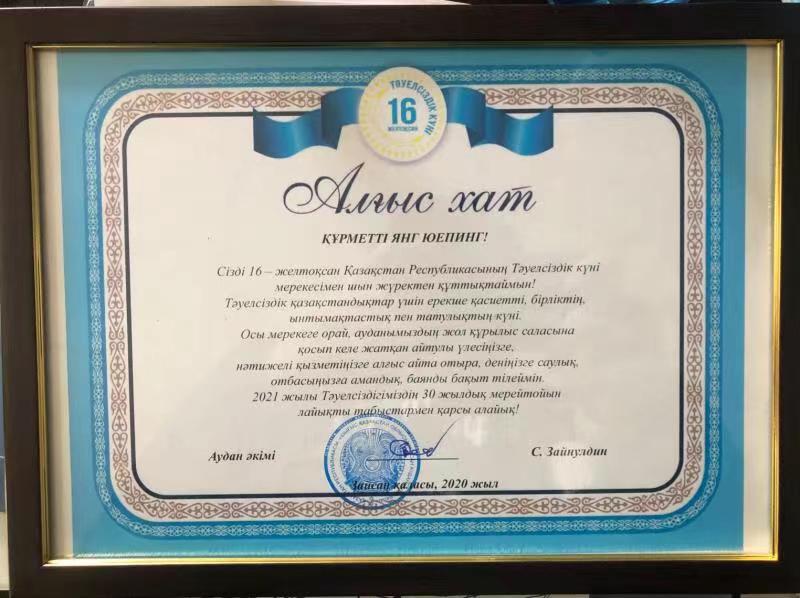 ТӘУЕЛСІЗДІК КҮНІ
16
ЖЕЛТОҚСАН
Алғыс хат
ҚҰРМЕТТІ ЯНГ ЮЕПИНГ!
Сізді 16 – желтоқсан Қазақстан Республикасының Тәуелсіздік күні
мерекесімен шын жүректен құттықтаймын!
Тәуелсіздік қазақстандықтар үшін ерекше қасиетті, бірліктің,
ынтымақтастық пен татулықтың күні.
Осы мерекеге орай, ауданымыздың жол құрылыс саласына
қосып келе жатқан айтулы үлесіңізге,
нәтижелі қызметіңізге алғыс айта отыра, деніңізге саулық,
отбасыңызға амандық, баянды бақыт тілеймін.
2021 жылы Тәуелсіздігіміздің 30 жылдық мерейтойын
лайықты табыстармен қарсы алайық!
Аудан әкімі
С. Зайнулдин
Зайсан қаласы, 2020 жыл